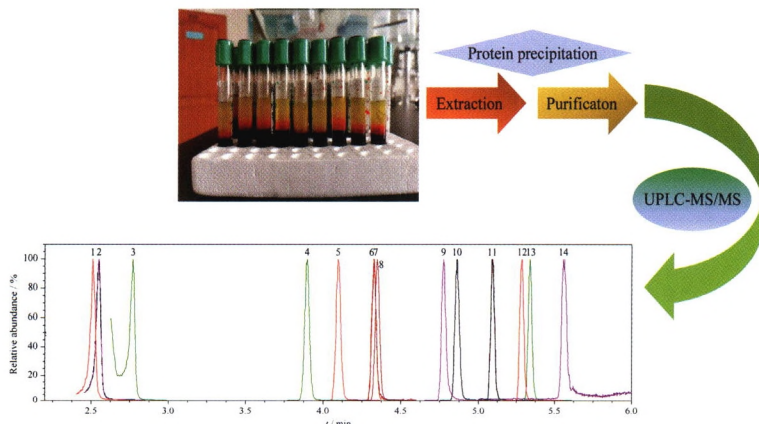 Protein precipitation
Extraction
Purificaton
UPLC-MS/MS
1 2 3 4 5 6 7 8 9 10 11 12 13 14
Relative abundance / %
100
80
60
40
20
0
2.5 3.0 3.5 4.0 4.5 5.0 5.5 6.0
t / min